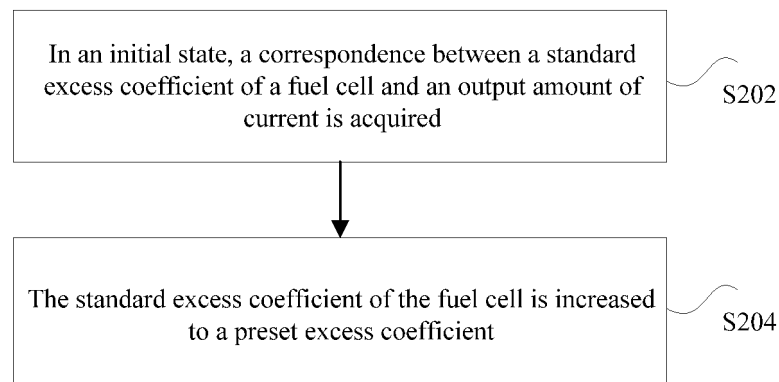 In an initial state, a correspondence between a standard
excess coefficient of a fuel cell and an output amount of
current is acquired
S202
The standard excess coefficient of the fuel cell is increased
to a preset excess coefficient
S204